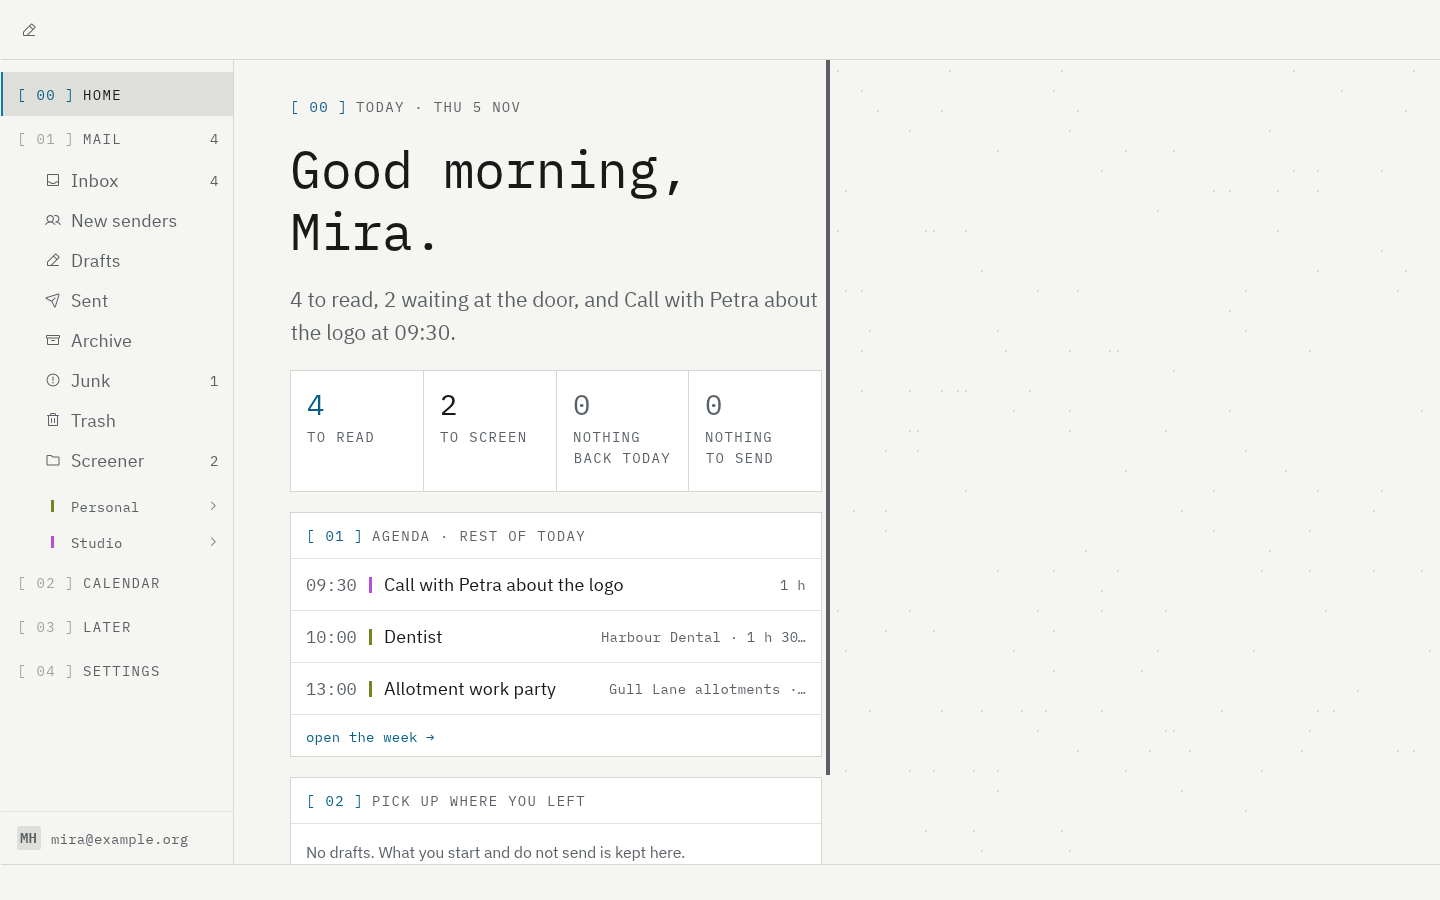 [ 00 ] HOME
[ 01 ] MAIL 4
Inbox 4
New senders
Drafts
Sent
Archive
Junk 1
Trash
Screener 2
Personal
Studio
[ 02 ] CALENDAR
[ 03 ] LATER
[ 04 ] SETTINGS
MH mira@example.org
[ 00 ] TODAY · THU 5 NOV
Good morning,
Mira.
4 to read, 2 waiting at the door, and Call with Petra about
the logo at 09:30.
4
TO READ
2
TO SCREEN
0
NOTHING
BACK TODAY
0
NOTHING
TO SEND
[ 01 ] AGENDA · REST OF TODAY
09:30 Call with Petra about the logo 1 h
10:00 Dentist Harbour Dental · 1 h 30…
13:00 Allotment work party Gull Lane allotments ·…
open the week →
[ 02 ] PICK UP WHERE YOU LEFT
No drafts. What you start and do not send is kept here.